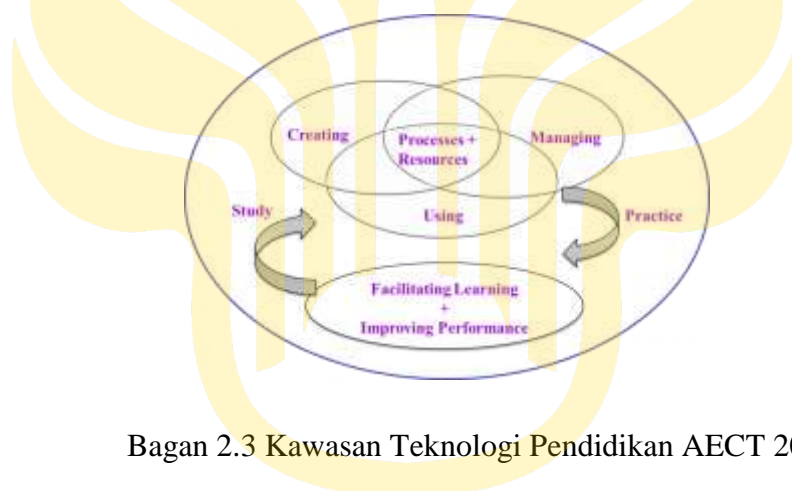 Creating
Processes +
Resources
Managing
Study
Using
Practice
Facilitating Learning
+
Improving Performance
Bagan 2.3 Kawasan Teknologi Pendidikan AECT